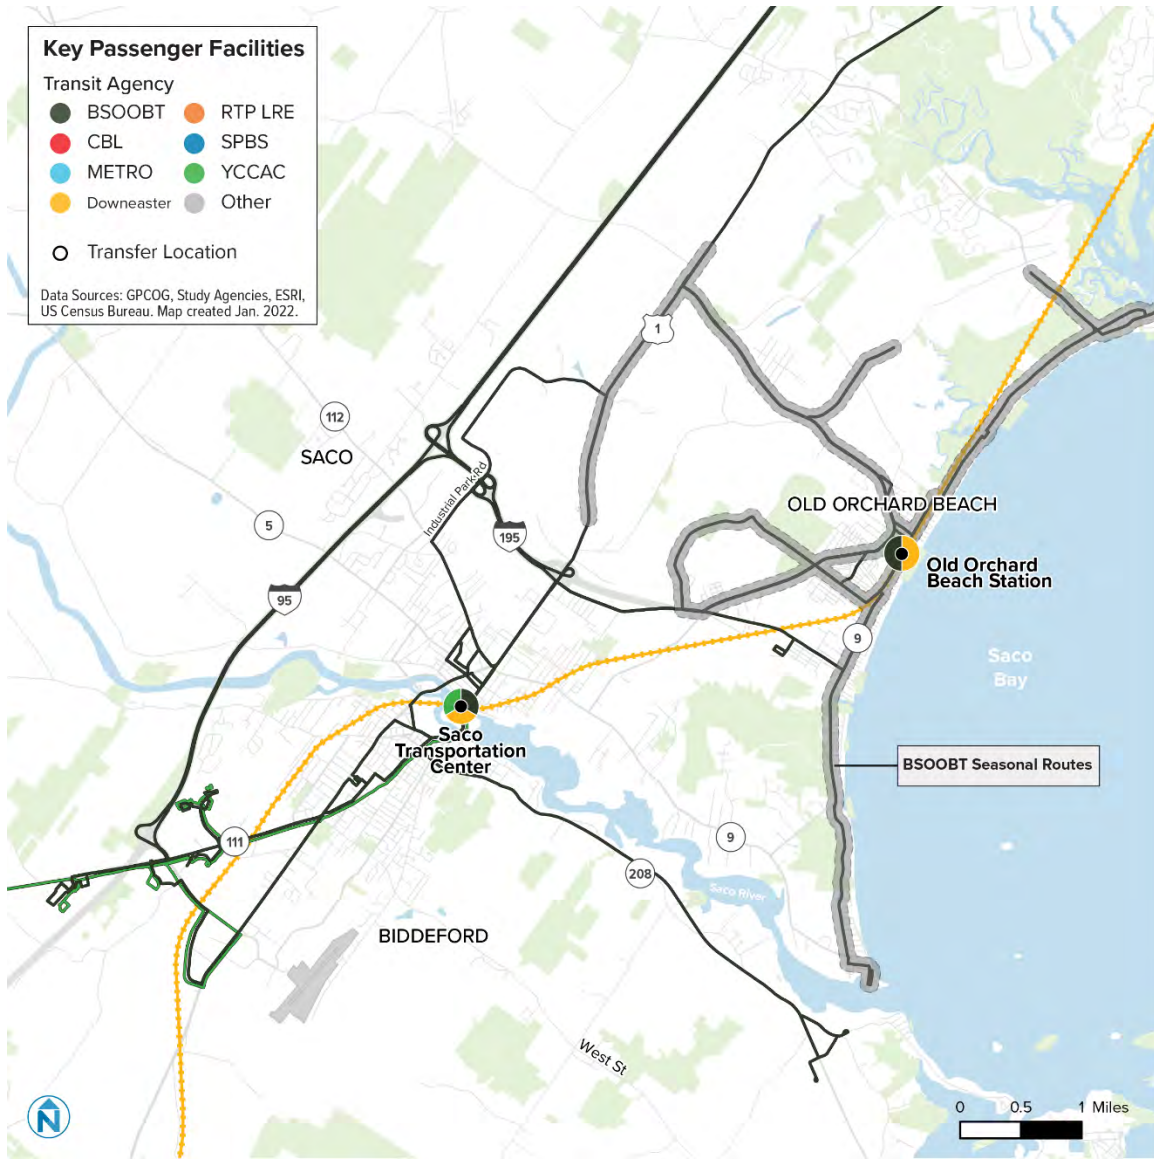 Key Passenger Facilities
Transit Agency
BSOOBT
RTP LRE
CBL
SPBS
METRO
YCCAC
Downeaster
Other
Transfer Location
Data Sources: GPCOG, Study Agencies, ESRI,
US Census Bureau. Map created Jan. 2022.
1
112
SACO
Industrial Park Rd
5
195
OLD ORCHARD BEACH
Old Orchard
Beach Station
95
9
Saco
Bay
Saco
Transportation
Center
BSOOBT Seasonal Routes
111
9
208
Saco River
BIDDEFORD
West St
N
0 0.5 1 Miles